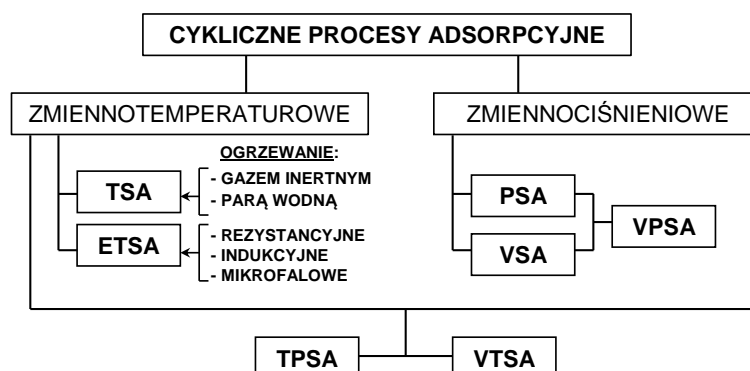 CYKLICZNE PROCESY ADSORPCYJNE
ZMIENNOTEMPERATUROWE
ZMIENNOCIŚNIENIOWE
OGRZEWANIE:
TSA
- GAZEM INERTNYM
- PARĄ WODNĄ
ETSA
- REZYSTANCYJNE
- INDUKCYJNE
- MIKROFALOWE
PSA
VSA
VPSA
TPSA
VTSA